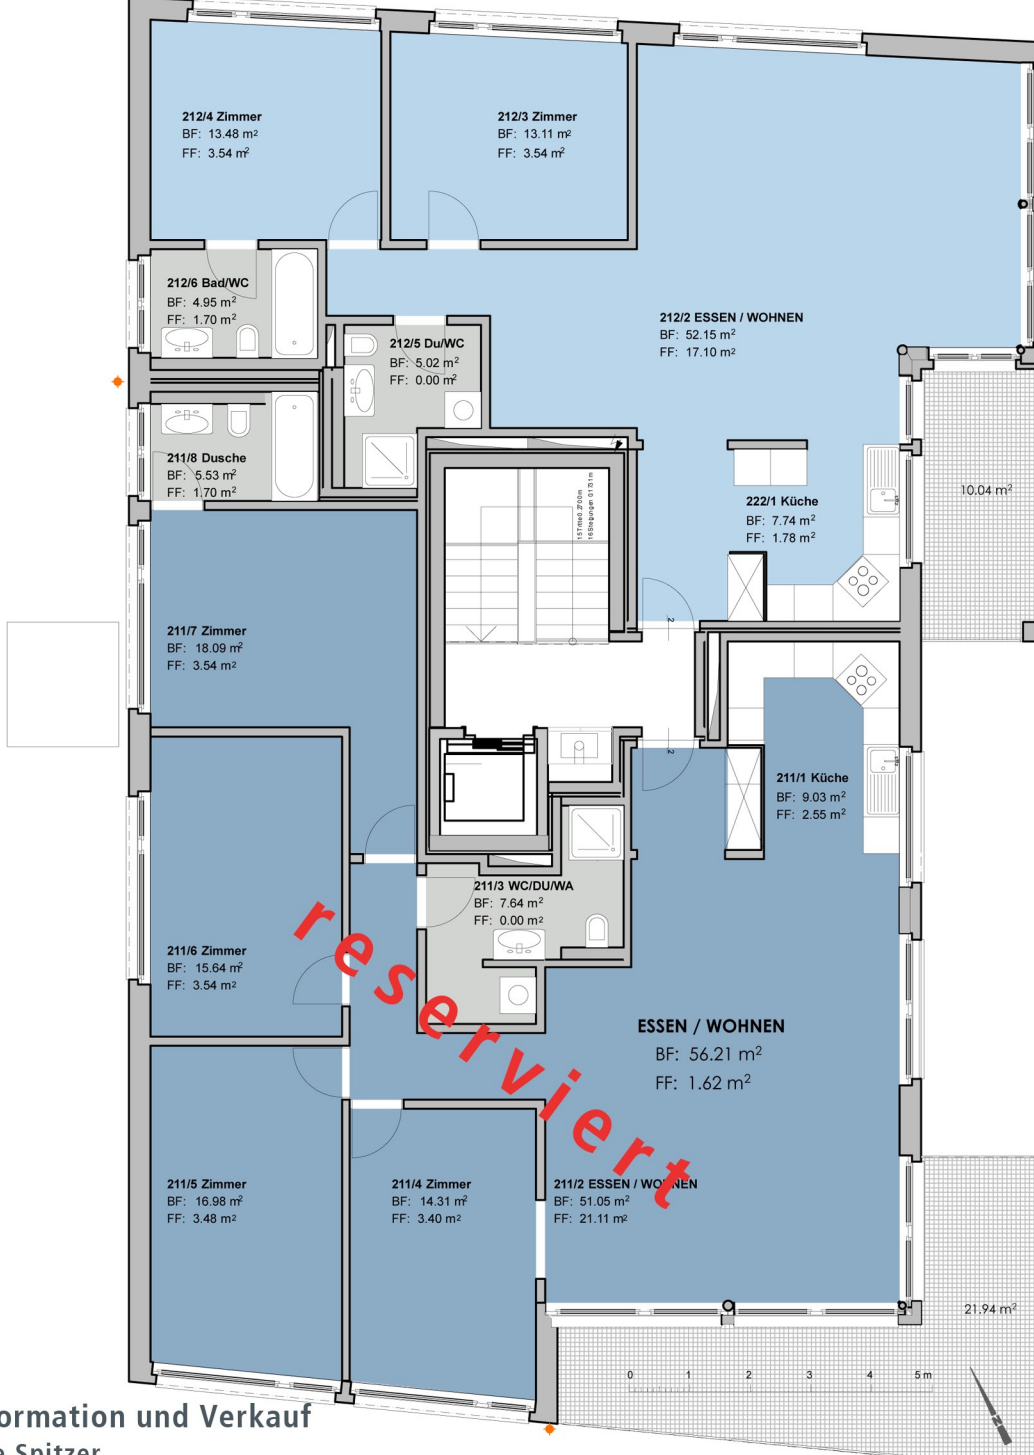 212/4 Zimmer
BF: 13.48 m²
FF: 3.54 m²
212/3 Zimmer
BF: 13.11 m²
FF: 3.54 m²
212/6 Bad/WC
BF: 4.95 m²
FF: 1.70 m²
212/5 Du/WC
BF: 5.02 m²
FF: 0.00 m²
212/2 ESSEN / WOHNEN
BF: 52.15 m²
FF: 17.10 m²
211/8 Dusche
BF: 5.53 m²
FF: 1.70 m²
222/1 Küche
BF: 7.74 m²
FF: 1.78 m²
10.04 m²
211/7 Zimmer
BF: 18.09 m²
FF: 3.54 m²
2
2
211/1 Küche
BF: 9.03 m²
FF: 2.55 m²
211/3 WC/DU/WA
BF: 7.64 m²
FF: 0.00 m²
211/6 Zimmer
BF: 15.64 m²
FF: 3.54 m²
reserviert
ESSEN / WOHNEN
BF: 56.21 m²
FF: 1.62 m²
211/5 Zimmer
BF: 16.98 m²
FF: 3.48 m²
211/4 Zimmer
BF: 14.31 m²
FF: 3.40 m²
211/2 ESSEN / WOHNEN
BF: 51.05 m²
FF: 21.11 m²
21.94 m²
0 1 2 3 4 5 m
N
ormation und Verkauf
Spitzer